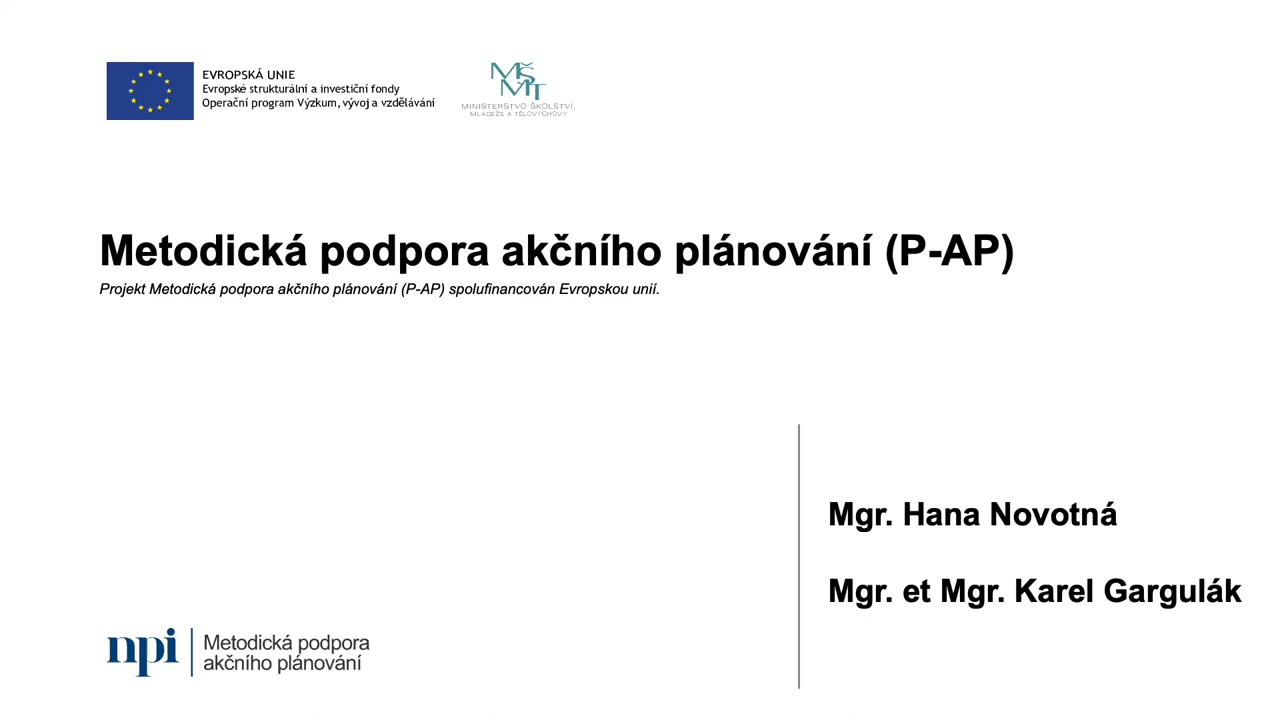 EVROPSKÁ UNIE
Evropské strukturální a investiční fondy
Operační program Výzkum, vývoj a vzdělávání
MŠMT
MINISTERSTVO ŠKOLSTVÍ,
MLÁDEŽE A TĚLOVÝCHOVY
Metodická podpora akčního plánování (P-AP)
Projekt Metodická podpora akčního plánování (P-AP) spolufinancován Evropskou unií.
Mgr. Hana Novotná
Mgr. et Mgr. Karel Gargulák
npi
Metodická podpora
akčního plánování